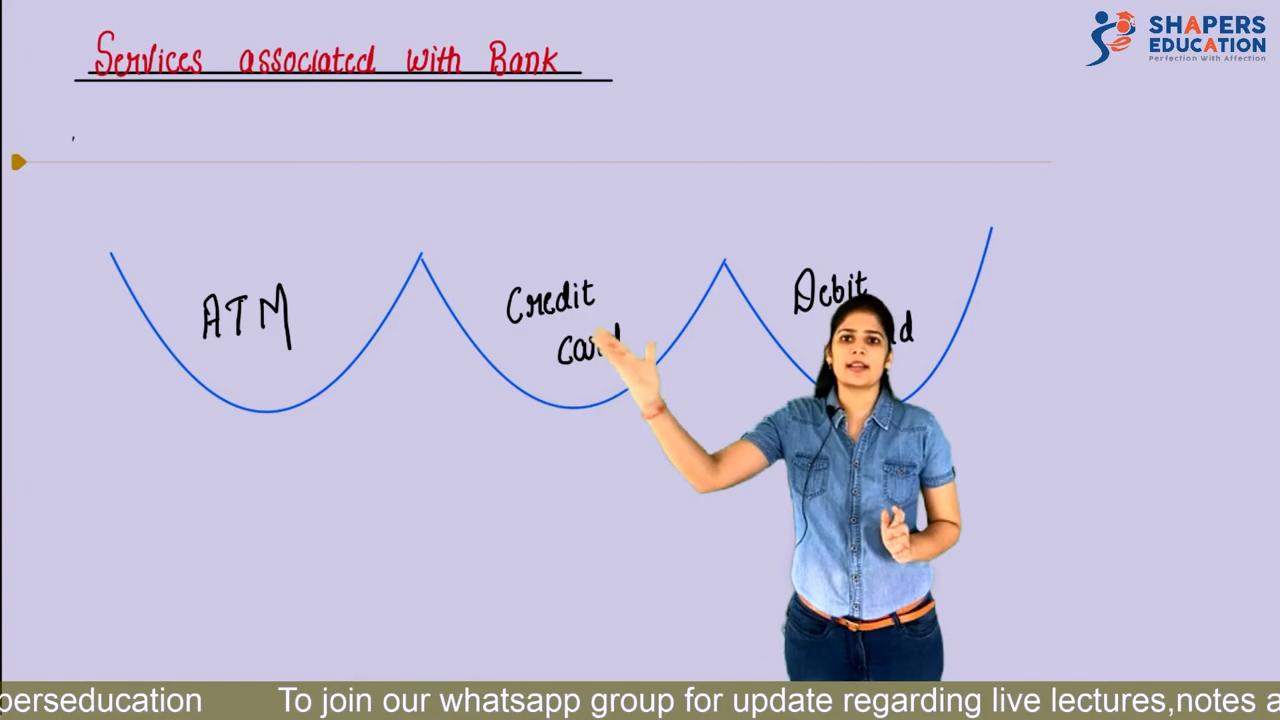 SHAPERS
EDUCATION
Perfection With Affection
Services associated with Bank
ATM
Credit
Card
Debit
perseducation To join our whatsapp group for update regarding live lectures,notes a